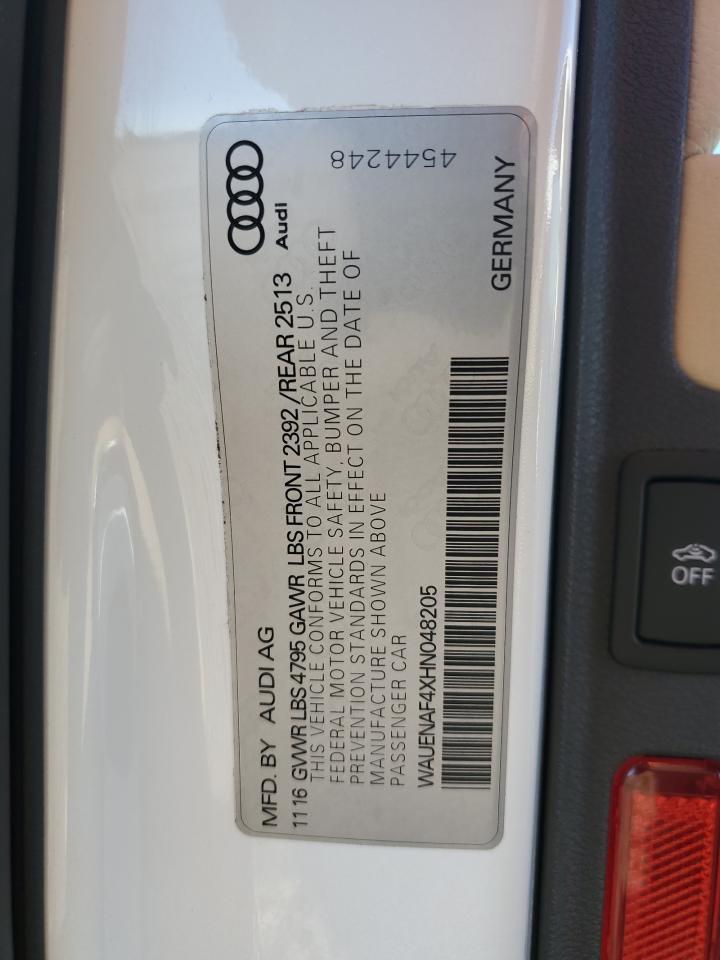 MFD. BY AUDI AG
11 16 GVWR LBS 4795 GAWR LBS FRONT 2392 /REAR 2513
THIS VEHICLE CONFORMS TO ALL APPLICABLE U.S.
FEDERAL MOTOR VEHICLE SAFETY, BUMPER AND THEFT
PREVENTION STANDARDS IN EFFECT ON THE DATE OF
MANUFACTURE SHOWN ABOVE
PASSENGER CAR
WAUENAF4XHN048205
Audi
4544248
GERMANY
OFF